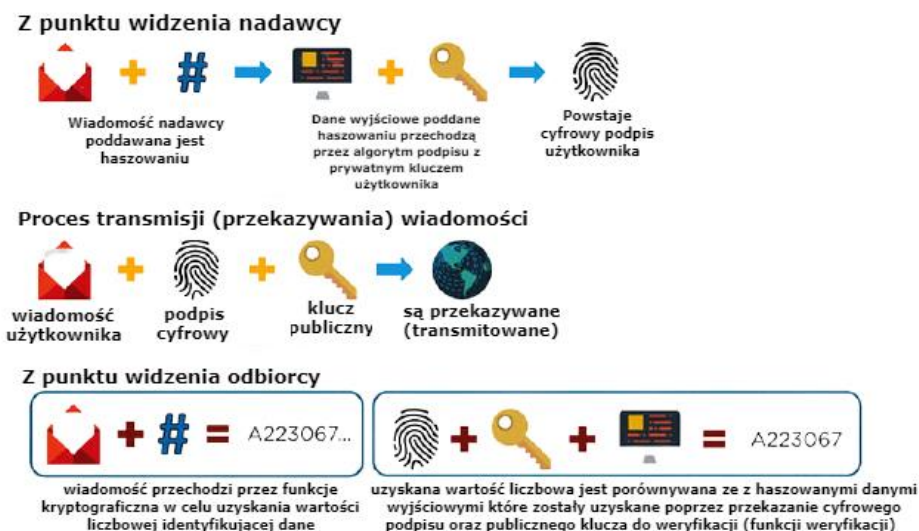 Z punktu widzenia nadawcy
#
Wiadomość nadawcy
poddawana jest
haszowaniu
Dane wyjściowe poddane
haszowaniu przechodzą
przez algorytm podpisu z
prywatnym kluczem
użytkownika
Powstaje
cyfrowy podpis
użytkownika
Proces transmisji (przekazywania) wiadomości
wiadomość
użytkownika
podpis
cyfrowy
klucz
publiczny
są przekazywane
(transmitowane)
Z punktu widzenia odbiorcy
+ # = A223067...
wiadomość przechodzi przez funkcje
kryptograficzna w celu uzyskania wartości
liczbowej identyfikującej dane
+ + = A223067
uzyskana wartość liczbowa jest porównywana ze z haszowanymi danymi
wyjściowymi które zostały uzyskane poprzez przekazanie cyfrowego
podpisu oraz publicznego klucza do weryfikacji (funkcji weryfikacji)